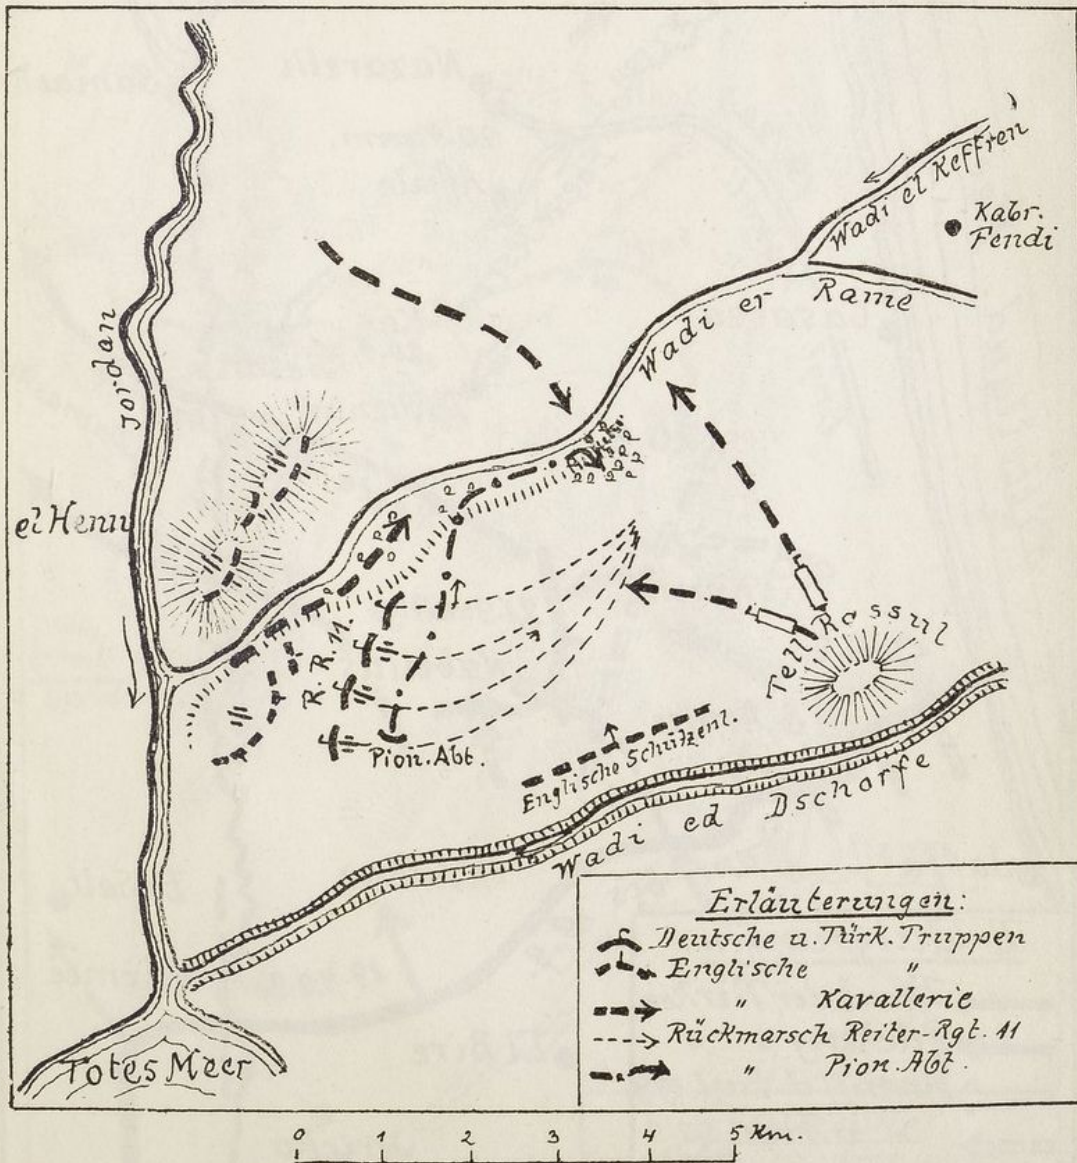 Wadi el Keffren
Kabr.
Fendi
Wadi er Rame
Jordan
el Henu
R. R. 11.
Tell Rossul
Pion. Abt.
Englische Schützenl.
Wadi ed Dscharfe
Totes Meer
Erläuterungen:
Deutsche u. Türk. Truppen
Englische "
" Kavallerie
Rückmarsch Reiter-Rgt. 11
" Pion. Abt.
0 1 2 3 4 5 Km.